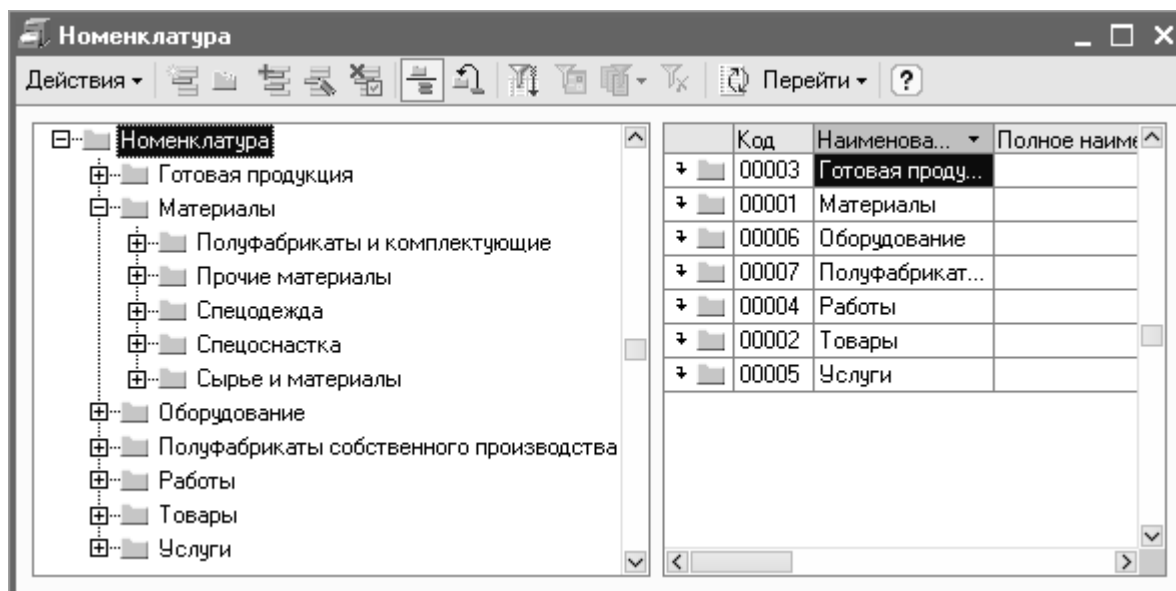 Номенклатура
Действия Перейти ?
Номенклатура
Готовая продукция
Материалы
Полуфабрикаты и комплектующие
Прочие материалы
Спецодежда
Спецоснастка
Сырье и материалы
Оборудование
Полуфабрикаты собственного производства
Работы
Товары
Услуги
Код Наименова... Полное наиме
00003 Готовая проду...
00001 Материалы
00006 Оборудование
00007 Полуфабрикат...
00004 Работы
00002 Товары
00005 Услуги